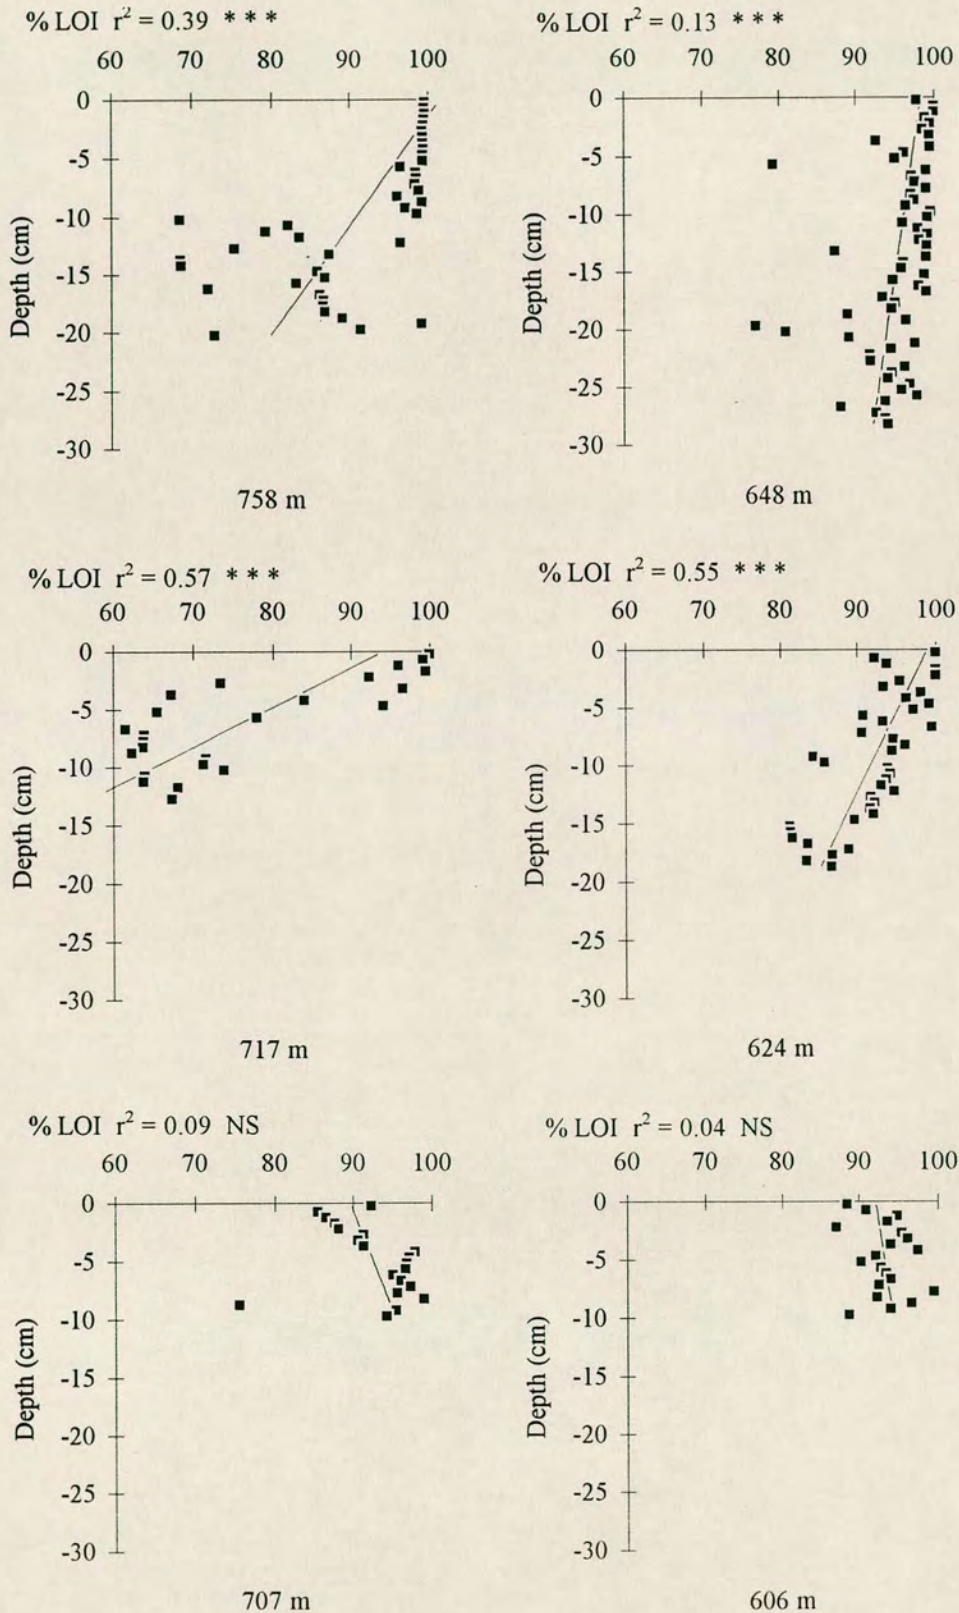 % LOI r² = 0.39 ***
60 70 80 90 100
0
-5
-10
-15
-20
-25
-30
Depth (cm)
758 m
% LOI r² = 0.13 ***
60 70 80 90 100
0
-5
-10
-15
-20
-25
-30
Depth (cm)
648 m
% LOI r² = 0.57 ***
60 70 80 90 100
0
-5
-10
-15
-20
-25
-30
Depth (cm)
717 m
% LOI r² = 0.55 ***
60 70 80 90 100
0
-5
-10
-15
-20
-25
-30
Depth (cm)
624 m
% LOI r² = 0.09 NS
60 70 80 90 100
0
-5
-10
-15
-20
-25
-30
Depth (cm)
707 m
% LOI r² = 0.04 NS
60 70 80 90 100
0
-5
-10
-15
-20
-25
-30
Depth (cm)
606 m